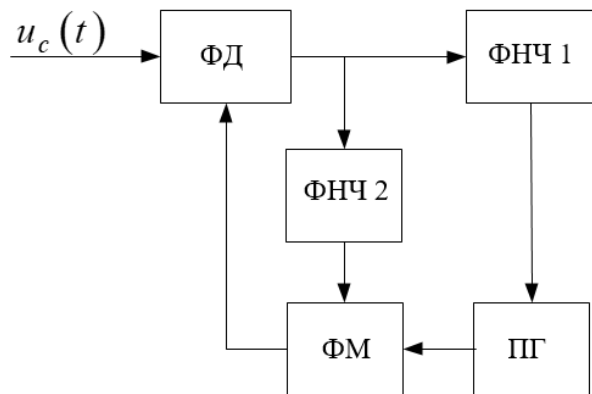 u_c(t)
ФД
ФНЧ 1
ФНЧ 2
ФМ
ПГ